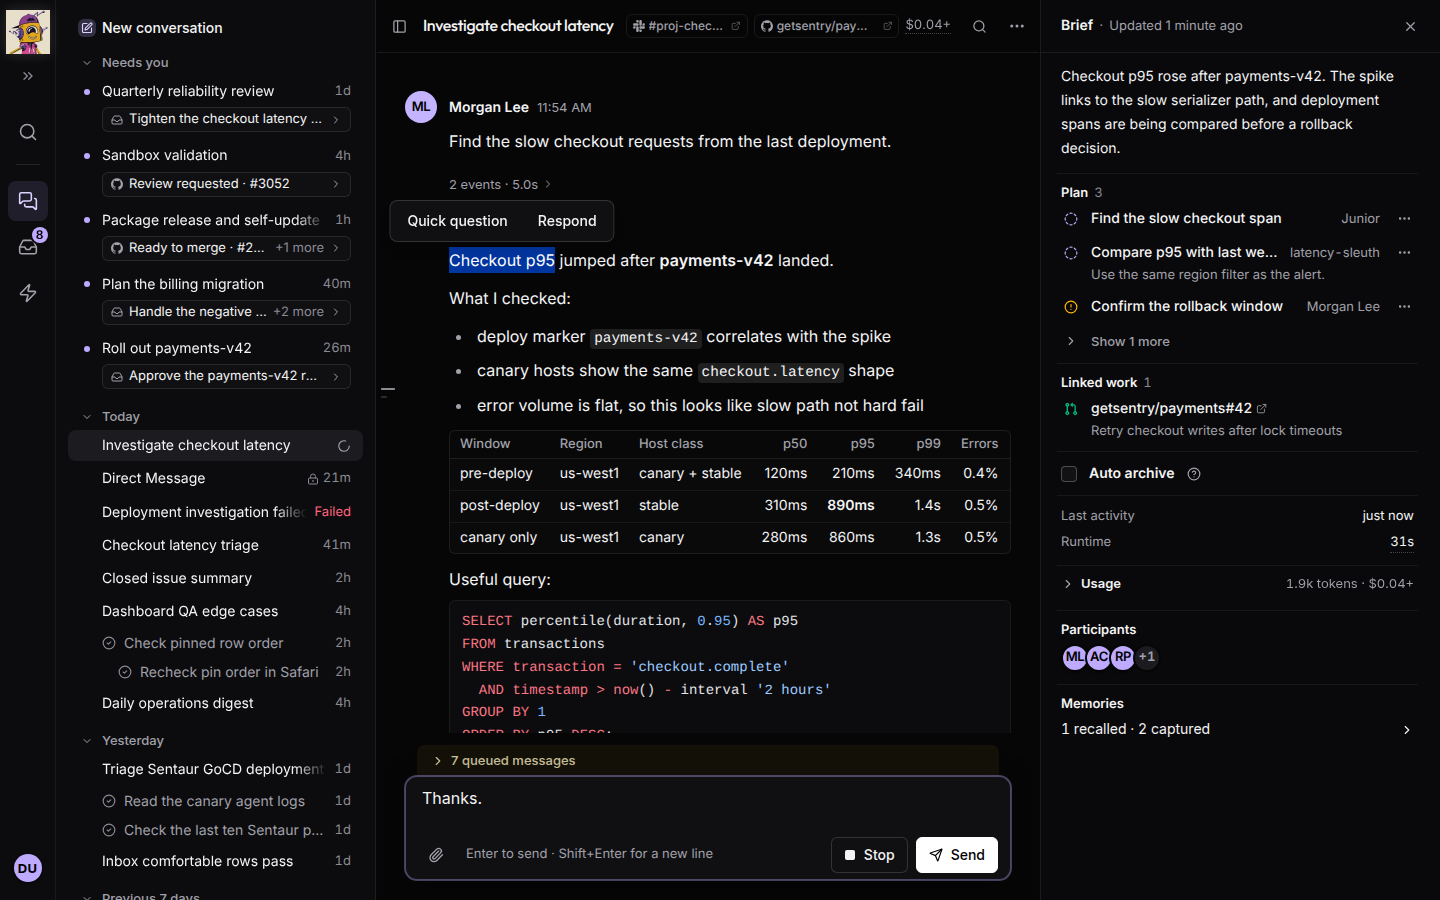 New conversation
Needs you
Quarterly reliability review 1d
Tighten the checkout latency ...
Sandbox validation 4h
Review requested · #3052
Package release and self-update 1h
Ready to merge · #2... +1 more
Plan the billing migration 40m
Handle the negative ... +2 more
Roll out payments-v42 26m
Approve the payments-v42 r...
Today
Investigate checkout latency
Direct Message 21m
Deployment investigation failed Failed
Checkout latency triage 41m
Closed issue summary 2h
Dashboard QA edge cases 4h
Check pinned row order 2h
Recheck pin order in Safari 2h
Daily operations digest 4h
Yesterday
Triage Sentaur GoCD deployment 1d
Read the canary agent logs 1d
Check the last ten Sentaur p... 1d
Inbox comfortable rows pass 1d
Previous 7 days
8
DU
Investigate checkout latency #proj-chec... getsentry/pay... $0.04+
ML Morgan Lee 11:54 AM
Find the slow checkout requests from the last deployment.
2 events · 5.0s
Quick question Respond
Checkout p95 jumped after payments-v42 landed.
What I checked:
• deploy marker payments-v42 correlates with the spike
• canary hosts show the same checkout.latency shape
• error volume is flat, so this looks like slow path not hard fail
Window Region Host class p50 p95 p99 Errors
pre-deploy us-west1 canary + stable 120ms 210ms 340ms 0.4%
post-deploy us-west1 stable 310ms 890ms 1.4s 0.5%
canary only us-west1 canary 280ms 860ms 1.3s 0.5%
Useful query:
SELECT percentile(duration, 0.95) AS p95
FROM transactions
WHERE transaction = 'checkout.complete'
AND timestamp > now() - interval '2 hours'
GROUP BY 1
ORDER BY p95 DESC;
7 queued messages
Thanks.
Enter to send · Shift+Enter for a new line
Stop Send
Brief · Updated 1 minute ago
Checkout p95 rose after payments-v42. The spike
links to the slow serializer path, and deployment
spans are being compared before a rollback
decision.
Plan 3
Find the slow checkout span Junior
Compare p95 with last we... latency-sleuth
Use the same region filter as the alert.
Confirm the rollback window Morgan Lee
Show 1 more
Linked work 1
getsentry/payments#42
Retry checkout writes after lock timeouts
Auto archive
Last activity just now
Runtime 31s
Usage 1.9k tokens · $0.04+
Participants
ML AC RP +1
Memories
1 recalled · 2 captured